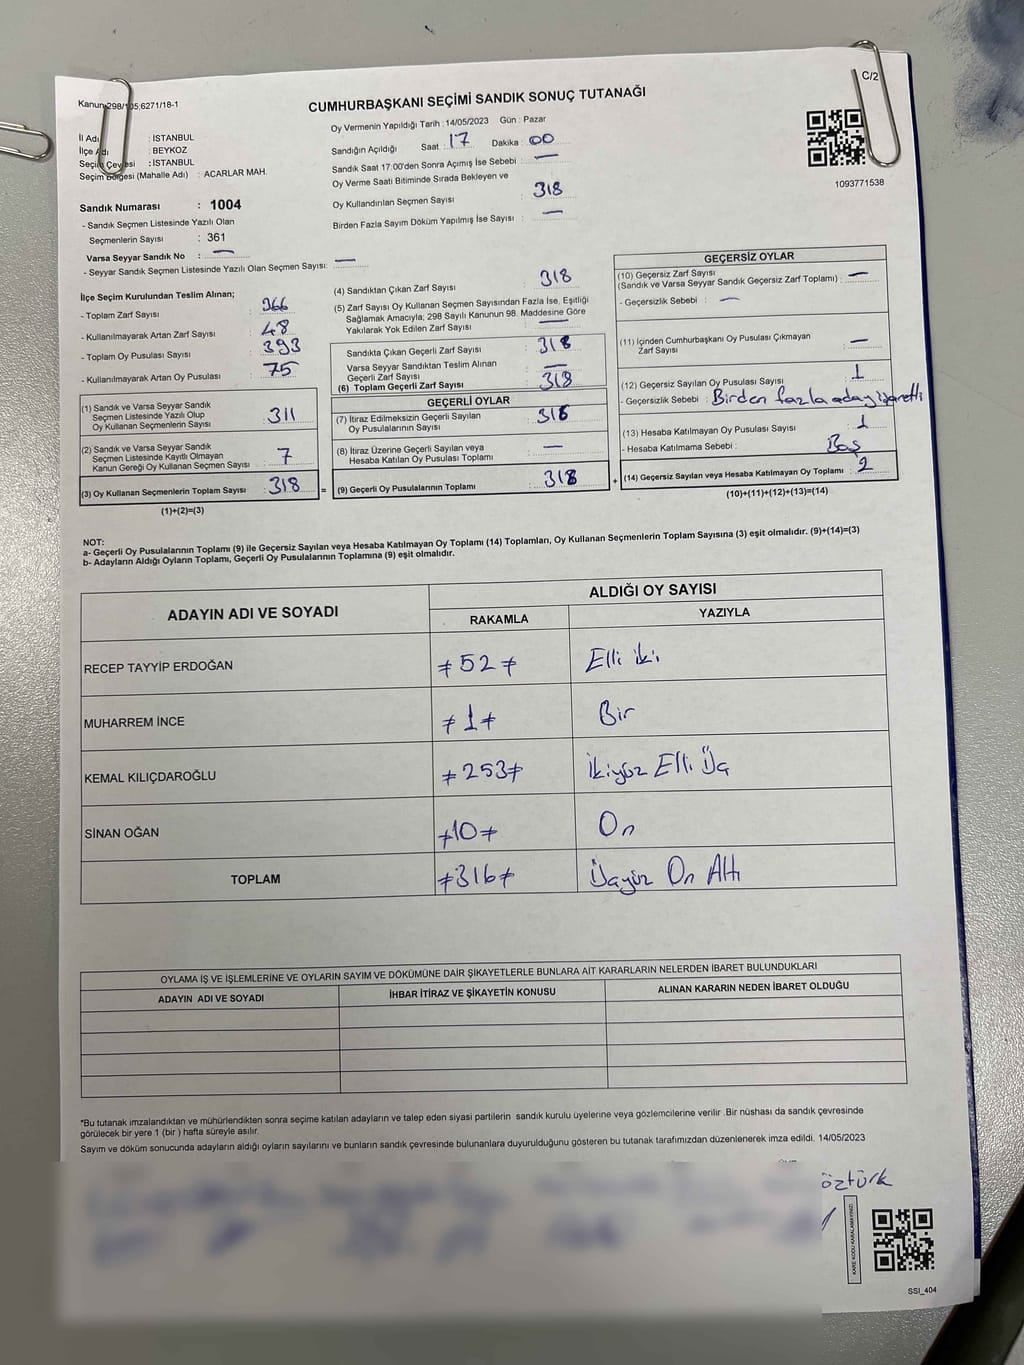 Kanun:298/105;6271/18-1
C/2
CUMHURBAŞKANI SEÇİMİ SANDIK SONUÇ TUTANAĞI
İl Adı : İSTANBUL
İlçe Adı : BEYKOZ
Seçim Çevresi : İSTANBUL
Seçim Bölgesi (Mahalle Adı) : ACARLAR MAH.
Sandık Numarası : 1004
- Sandık Seçmen Listesinde Yazılı Olan
Seçmenlerin Sayısı : 361
Varsa Seyyar Sandık No : —
- Seyyar Sandık Seçmen Listesinde Yazılı Olan Seçmen Sayısı: —
Oy Vermenin Yapıldığı Tarih : 14/05/2023 Gün : Pazar
Sandığın Açıldığı Saat : 17 Dakika : 00
Sandık Saat 17:00'den Sonra Açımış İse Sebebi : —
Oy Verme Saati Bitiminde Sırada Bekleyen ve
Oy Kullandırılan Seçmen Sayısı : 318
Birden Fazla Sayım Döküm Yapılmış İse Sayısı : —
1093771538
İlçe Seçim Kurulundan Teslim Alınan;
- Toplam Zarf Sayısı : 366
- Kullanılmayarak Artan Zarf Sayısı : 48
- Toplam Oy Pusulası Sayısı : 393
- Kullanılmayarak Artan Oy Pusulası : 75
(1) Sandık ve Varsa Seyyar Sandık
Seçmen Listesinde Yazılı Olup
Oy Kullanan Seçmenlerin Sayısı : 311
(2) Sandık ve Varsa Seyyar Sandık
Seçmen Listesinde Kayıtlı Olmayan
Kanun Gereği Oy Kullanan Seçmen Sayısı : 7
(3) Oy Kullanan Seçmenlerin Toplam Sayısı : 318 =
(1)+(2)=(3)
(4) Sandıktan Çıkan Zarf Sayısı : 318
(5) Zarf Sayısı Oy Kullanan Seçmen Sayısından Fazla İse, Eşitliği
Sağlamak Amacıyla; 298 Sayılı Kanunun 98. Maddesine Göre
Yakılarak Yok Edilen Zarf Sayısı : —
Sandıkta Çıkan Geçerli Zarf Sayısı : 318
Varsa Seyyar Sandıktan Teslim Alınan
Geçerli Zarf Sayısı : —
(6) Toplam Geçerli Zarf Sayısı : 318
GEÇERLİ OYLAR
(7) İtiraz Edilmeksizin Geçerli Sayılan
Oy Pusulalarının Sayısı : 316
(8) İtiraz Üzerine Geçerli Sayılan veya
Hesaba Katılan Oy Pusulası Toplamı : —
(9) Geçerli Oy Pusulalarının Toplamı : 318 +
GEÇERSİZ OYLAR
(10) Geçersiz Zarf Sayısı
(Sandık ve Varsa Seyyar Sandık Geçersiz Zarf Toplamı) : —
- Geçersizlik Sebebi : —
(11) İçinden Cumhurbaşkanı Oy Pusulası Çıkmayan
Zarf Sayısı : —
(12) Geçersiz Sayılan Oy Pusulası Sayısı : 1
- Geçersizlik Sebebi : Birden fazla aday işaretli
(13) Hesaba Katılmayan Oy Pusulası Sayısı : 1
- Hesaba Katılmama Sebebi : Boş
(14) Geçersiz Sayılan veya Hesaba Katılmayan Oy Toplamı : 2
(10)+(11)+(12)+(13)=(14)
NOT:
a- Geçerli Oy Pusulalarının Toplamı (9) ile Geçersiz Sayılan veya Hesaba Katılmayan Oy Toplamı (14) Toplamları, Oy Kullanan Seçmenlerin Toplam Sayısına (3) eşit olmalıdır. (9)+(14)=(3)
b- Adayların Aldığı Oyların Toplamı, Geçerli Oy Pusulalarının Toplamına (9) eşit olmalıdır.
ADAYIN ADI VE SOYADI
ALDIĞI OY SAYISI
RAKAMLA YAZIYLA
RECEP TAYYİP ERDOĞAN ≠52≠ Elli iki
MUHARREM İNCE ≠1≠ Bir
KEMAL KILIÇDAROĞLU ≠253≠ İkiyüz Elli Üç
SİNAN OĞAN ≠10≠ On
TOPLAM ≠316≠ Üçyüz On Altı
OYLAMA İŞ VE İŞLEMLERİNE VE OYLARIN SAYIM VE DÖKÜMÜNE DAİR ŞİKAYETLERLE BUNLARA AİT KARARLARIN NELERDEN İBARET BULUNDUKLARI
ADAYIN ADI VE SOYADI İHBAR İTİRAZ VE ŞİKAYETİN KONUSU ALINAN KARARIN NEDEN İBARET OLDUĞU
*Bu tutanak imzalandıktan ve mühürlendikten sonra seçime katılan adayların ve talep eden siyasi partilerin sandık kurulu üyelerine veya gözlemcilerine verilir .Bir nüshası da sandık çevresinde
görülecek bir yere 1 (bir ) hafta süreyle asılır.
Sayım ve döküm sonucunda adayların aldığı oyların sayılarını ve bunların sandık çevresinde bulunanlara duyurulduğunu gösteren bu tutanak tarafımızdan düzenlenerek imza edildi. 14/05/2023
öztürk
KARE KODU KARALAMAYINIZ!
SSI_404